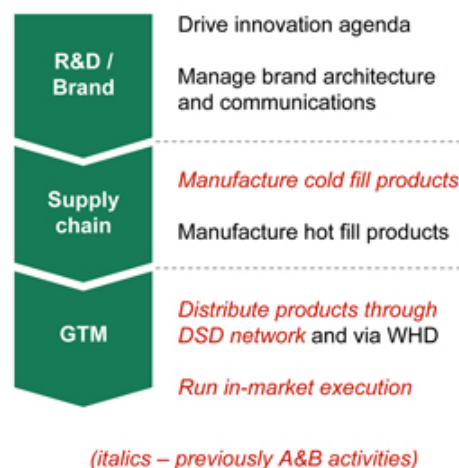 R&D /
Brand
Drive innovation agenda
Manage brand architecture
and communications
Supply
chain
Manufacture cold fill products
Manufacture hot fill products
GTM
Distribute products through
DSD network and via WHD
Run in-market execution
(italics – previously A&B activities)